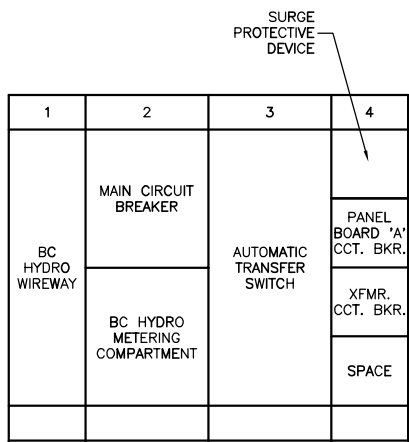 SURGE
PROTECTIVE
DEVICE
1
2
3
4
BC
HYDRO
WIREWAY
MAIN CIRCUIT
BREAKER
BC HYDRO
METERING
COMPARTMENT
AUTOMATIC
TRANSFER
SWITCH
PANEL
BOARD 'A'
CCT. BKR.
XFMR.
CCT. BKR.
SPACE